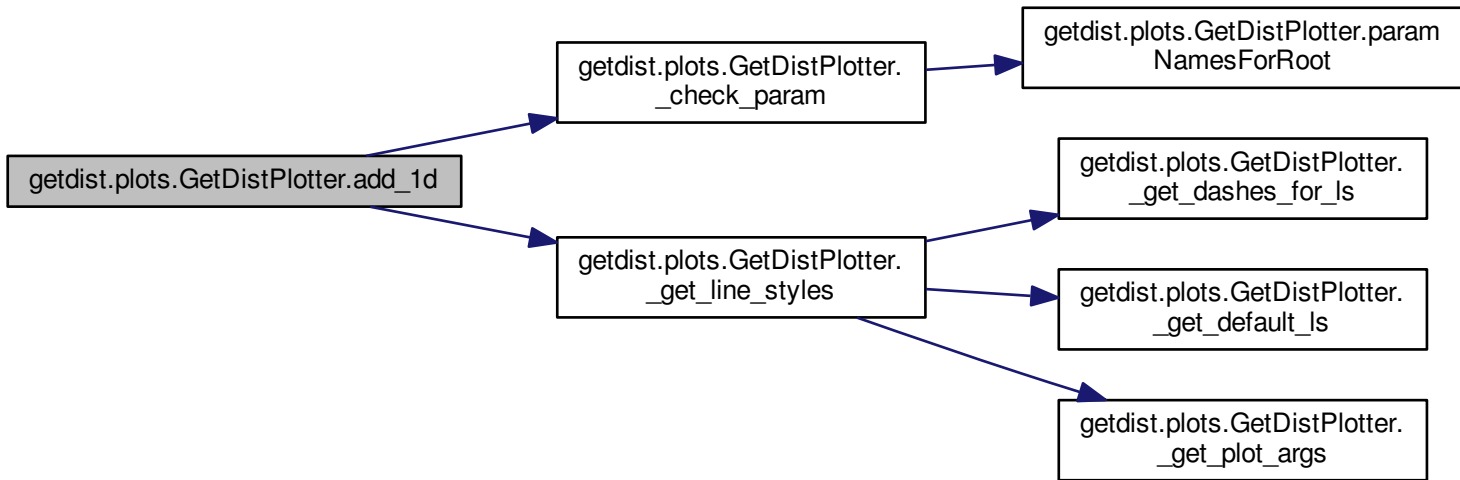 getdist.plots.GetDistPlotter.add_1d
getdist.plots.GetDistPlotter.
_check_param
getdist.plots.GetDistPlotter.param
NamesForRoot
getdist.plots.GetDistPlotter.
_get_line_styles
getdist.plots.GetDistPlotter.
_get_dashes_for_ls
getdist.plots.GetDistPlotter.
_get_default_ls
getdist.plots.GetDistPlotter.
_get_plot_args